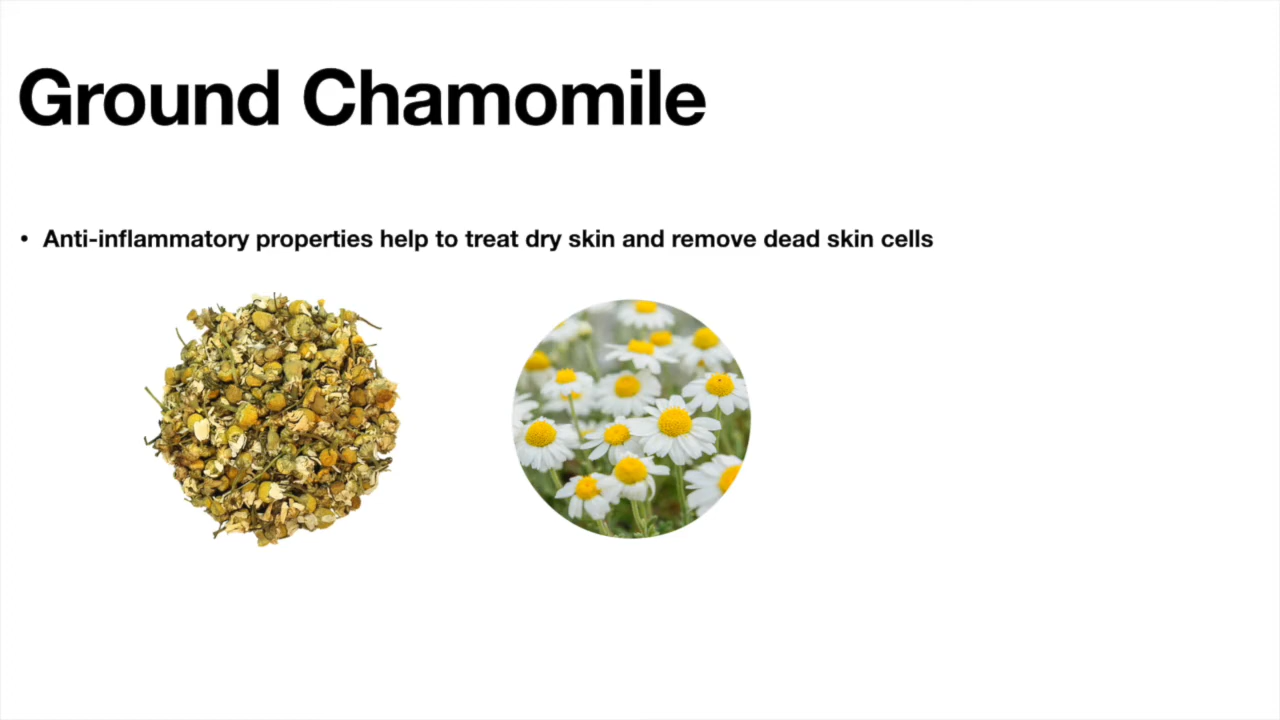 Ground Chamomile
• Anti-inflammatory properties help to treat dry skin and remove dead skin cells